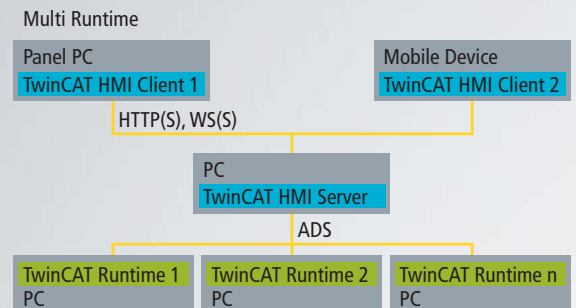 Multi Runtime
Panel PC
TwinCAT HMI Client 1
Mobile Device
TwinCAT HMI Client 2
HTTP(S), WS(S)
PC
TwinCAT HMI Server
ADS
TwinCAT Runtime 1
PC
TwinCAT Runtime 2
PC
TwinCAT Runtime n
PC